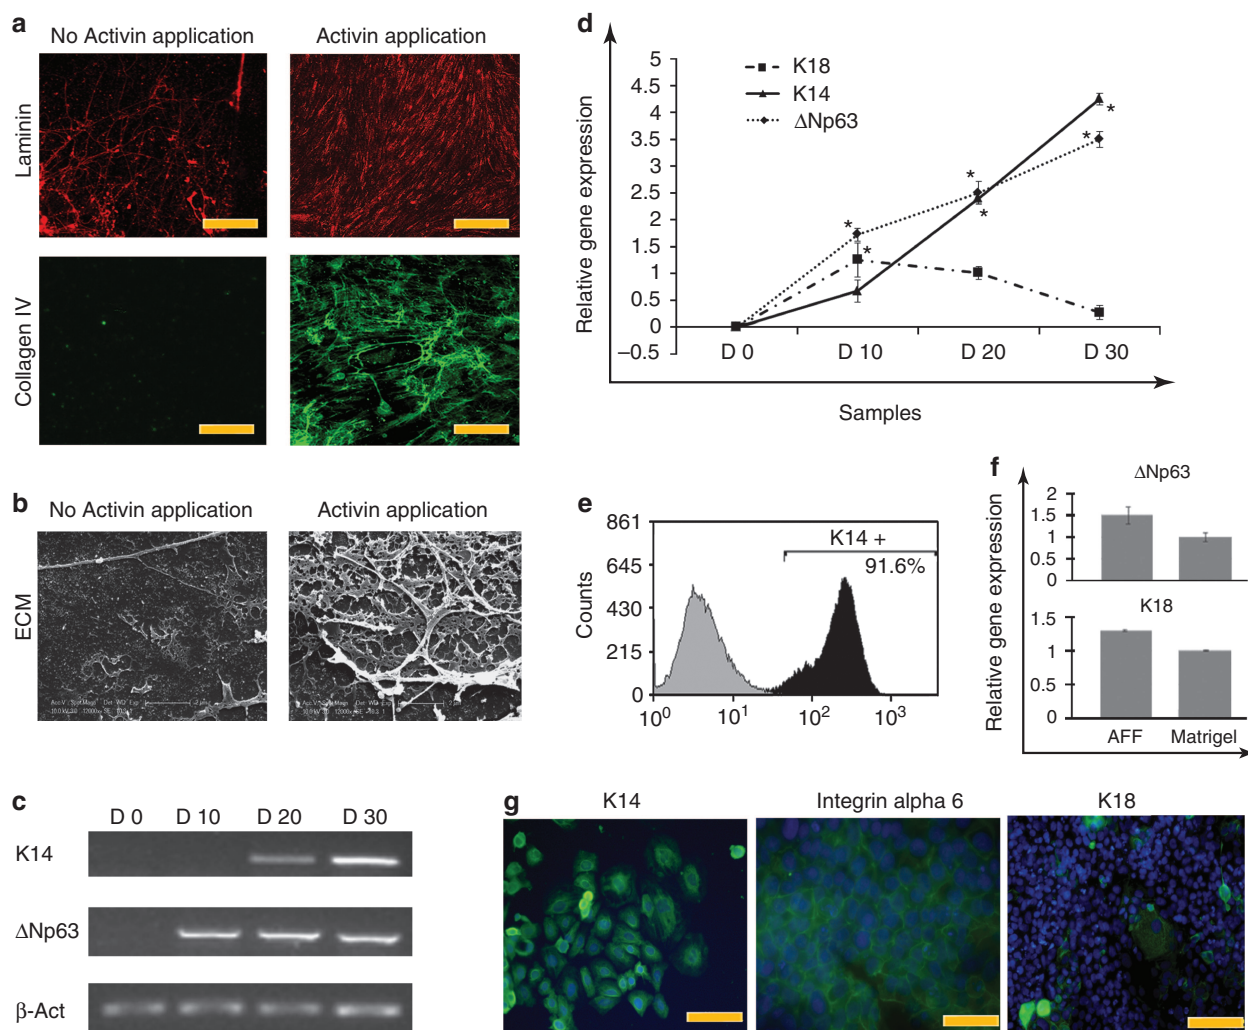 a
No Activin application
Activin application
Laminin
Collagen IV
b
No Activin application
Activin application
ECM
c
D 0 D 10 D 20 D 30
K14
ΔNp63
β-Act
d
K18
K14
ΔNp63
Relative gene expression
5
4.5
4
3.5
3
2.5
2
1.5
1
0.5
0
–0.5
* * * * * *
D 0 D 10 D 20 D 30
Samples
e
861
645
430
215
0
Counts
K14 +
91.6%
10⁰ 10¹ 10² 10³
f
ΔNp63
Relative gene expression
2
1.5
1
0.5
0
K18
1.5
1
0.5
0
AFF Matrigel
g
K14
Integrin alpha 6
K18